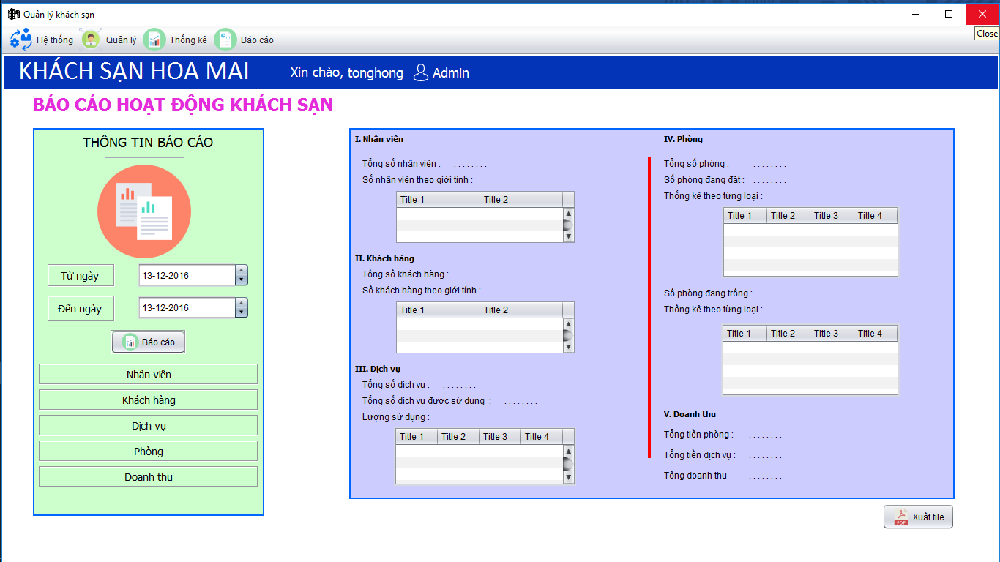 Quản lý khách sạn
Close
Hệ thống Quản lý Thống kê Báo cáo
KHÁCH SẠN HOA MAI Xin chào, tonghong Admin
BÁO CÁO HOẠT ĐỘNG KHÁCH SẠN
THÔNG TIN BÁO CÁO
Từ ngày 13-12-2016
Đến ngày 13-12-2016
Báo cáo
Nhân viên
Khách hàng
Dịch vụ
Phòng
Doanh thu
I. Nhân viên
Tổng số nhân viên : . . . . . . . .
Số nhân viên theo giới tính :
Title 1 Title 2
II. Khách hàng
Tổng số khách hàng : . . . . . . . .
Số khách hàng theo giới tính :
Title 1 Title 2
III. Dịch vụ
Tổng số dịch vụ : . . . . . . . .
Tổng số dịch vụ được sử dụng : . . . . . . . .
Lượng sử dụng :
Title 1 Title 2 Title 3 Title 4
IV. Phòng
Tổng số phòng : . . . . . . . .
Số phòng đang đặt : . . . . . . . .
Thống kê theo từng loại :
Title 1 Title 2 Title 3 Title 4
Số phòng đang trống : . . . . . . . .
Thống kê theo từng loại :
Title 1 Title 2 Title 3 Title 4
V. Doanh thu
Tổng tiền phòng : . . . . . . . .
Tổng tiền dịch vụ : . . . . . . . .
Tông doanh thu . . . . . . . .
PDF Xuất file